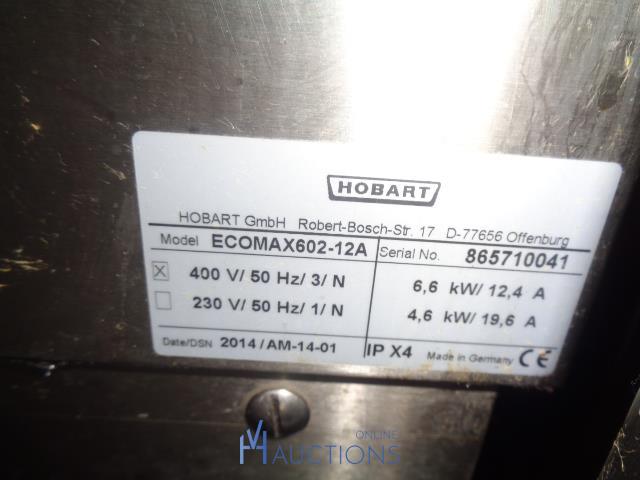 HOBART
HOBART GmbH Robert-Bosch-Str. 17 D-77656 Offenburg
Model ECOMAX602-12A Serial No. 865710041
☒ 400 V/ 50 Hz/ 3/ N 6,6 kW/ 12,4 A
☐ 230 V/ 50 Hz/ 1/ N 4,6 kW/ 19,6 A
Date/DSN 2014 /AM-14-01 IP X4 Made in Germany CE
HV ONLINE
AUCTIONS